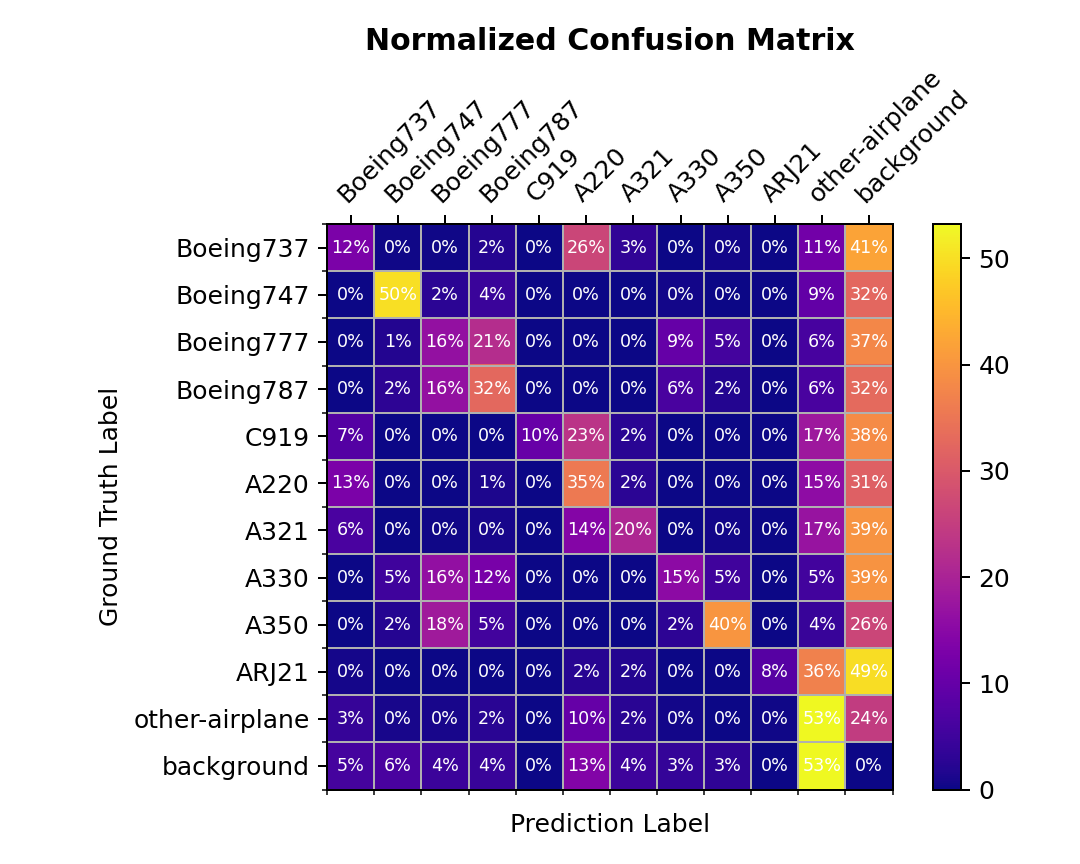 Normalized Confusion Matrix
Boeing737 Boeing747 Boeing777 Boeing787 C919 A220 A321 A330 A350 ARJ21 other-airplane background
Boeing737 12% 0% 0% 2% 0% 26% 3% 0% 0% 0% 11% 41%
Boeing747 0% 50% 2% 4% 0% 0% 0% 0% 0% 0% 9% 32%
Boeing777 0% 1% 16% 21% 0% 0% 0% 9% 5% 0% 6% 37%
Boeing787 0% 2% 16% 32% 0% 0% 0% 6% 2% 0% 6% 32%
C919 7% 0% 0% 0% 10% 23% 2% 0% 0% 0% 17% 38%
A220 13% 0% 0% 1% 0% 35% 2% 0% 0% 0% 15% 31%
A321 6% 0% 0% 0% 0% 14% 20% 0% 0% 0% 17% 39%
A330 0% 5% 16% 12% 0% 0% 0% 15% 5% 0% 5% 39%
A350 0% 2% 18% 5% 0% 0% 0% 2% 40% 0% 4% 26%
ARJ21 0% 0% 0% 0% 0% 2% 2% 0% 0% 8% 36% 49%
other-airplane 3% 0% 0% 2% 0% 10% 2% 0% 0% 0% 53% 24%
background 5% 6% 4% 4% 0% 13% 4% 3% 3% 0% 53% 0%
Ground Truth Label
Prediction Label
50
40
30
20
10
0